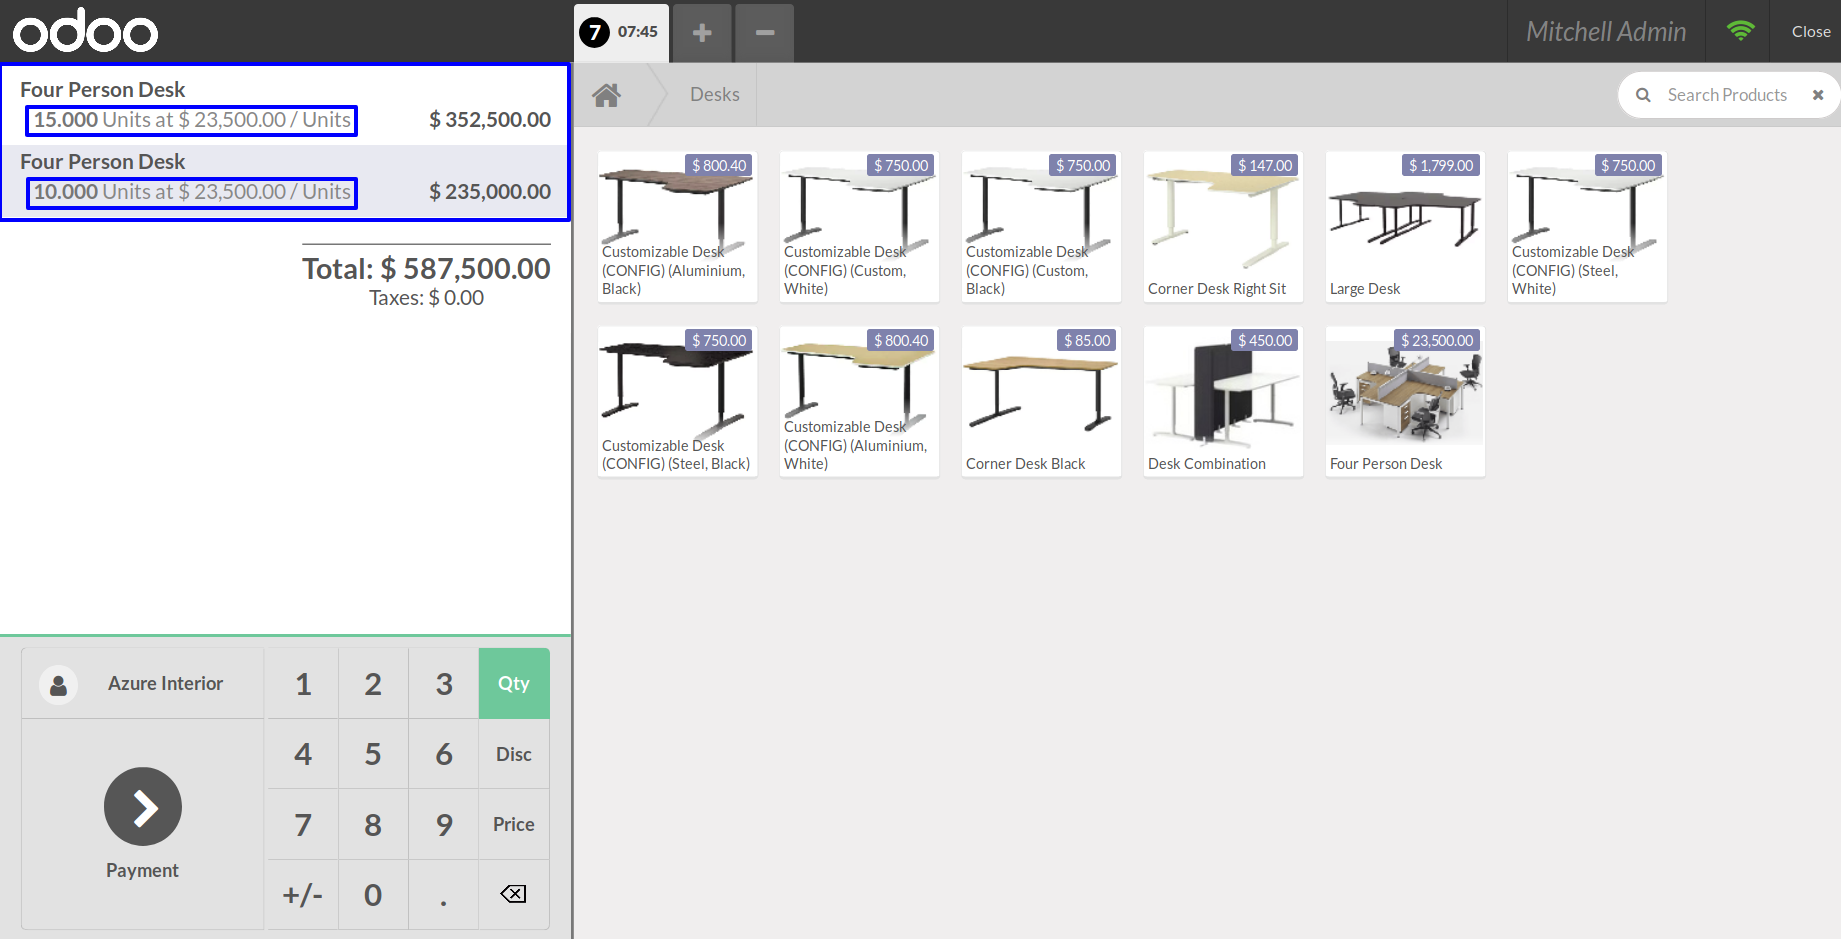 odoo
7 07:45
+
−
Mitchell Admin
Close
Four Person Desk
15.000 Units at $ 23,500.00 / Units $ 352,500.00
Four Person Desk
10.000 Units at $ 23,500.00 / Units $ 235,000.00
Total: $ 587,500.00
Taxes: $ 0.00
Azure Interior
Payment
1 2 3 Qty
4 5 6 Disc
7 8 9 Price
+/- 0 .
Desks
Search Products
$ 800.40
Customizable Desk
(CONFIG) (Aluminium,
Black)
$ 750.00
Customizable Desk
(CONFIG) (Custom,
White)
$ 750.00
Customizable Desk
(CONFIG) (Custom,
Black)
$ 147.00
Corner Desk Right Sit
$ 1,799.00
Large Desk
$ 750.00
Customizable Desk
(CONFIG) (Steel,
White)
$ 750.00
Customizable Desk
(CONFIG) (Steel, Black)
$ 800.40
Customizable Desk
(CONFIG) (Aluminium,
White)
$ 85.00
Corner Desk Black
$ 450.00
Desk Combination
$ 23,500.00
Four Person Desk